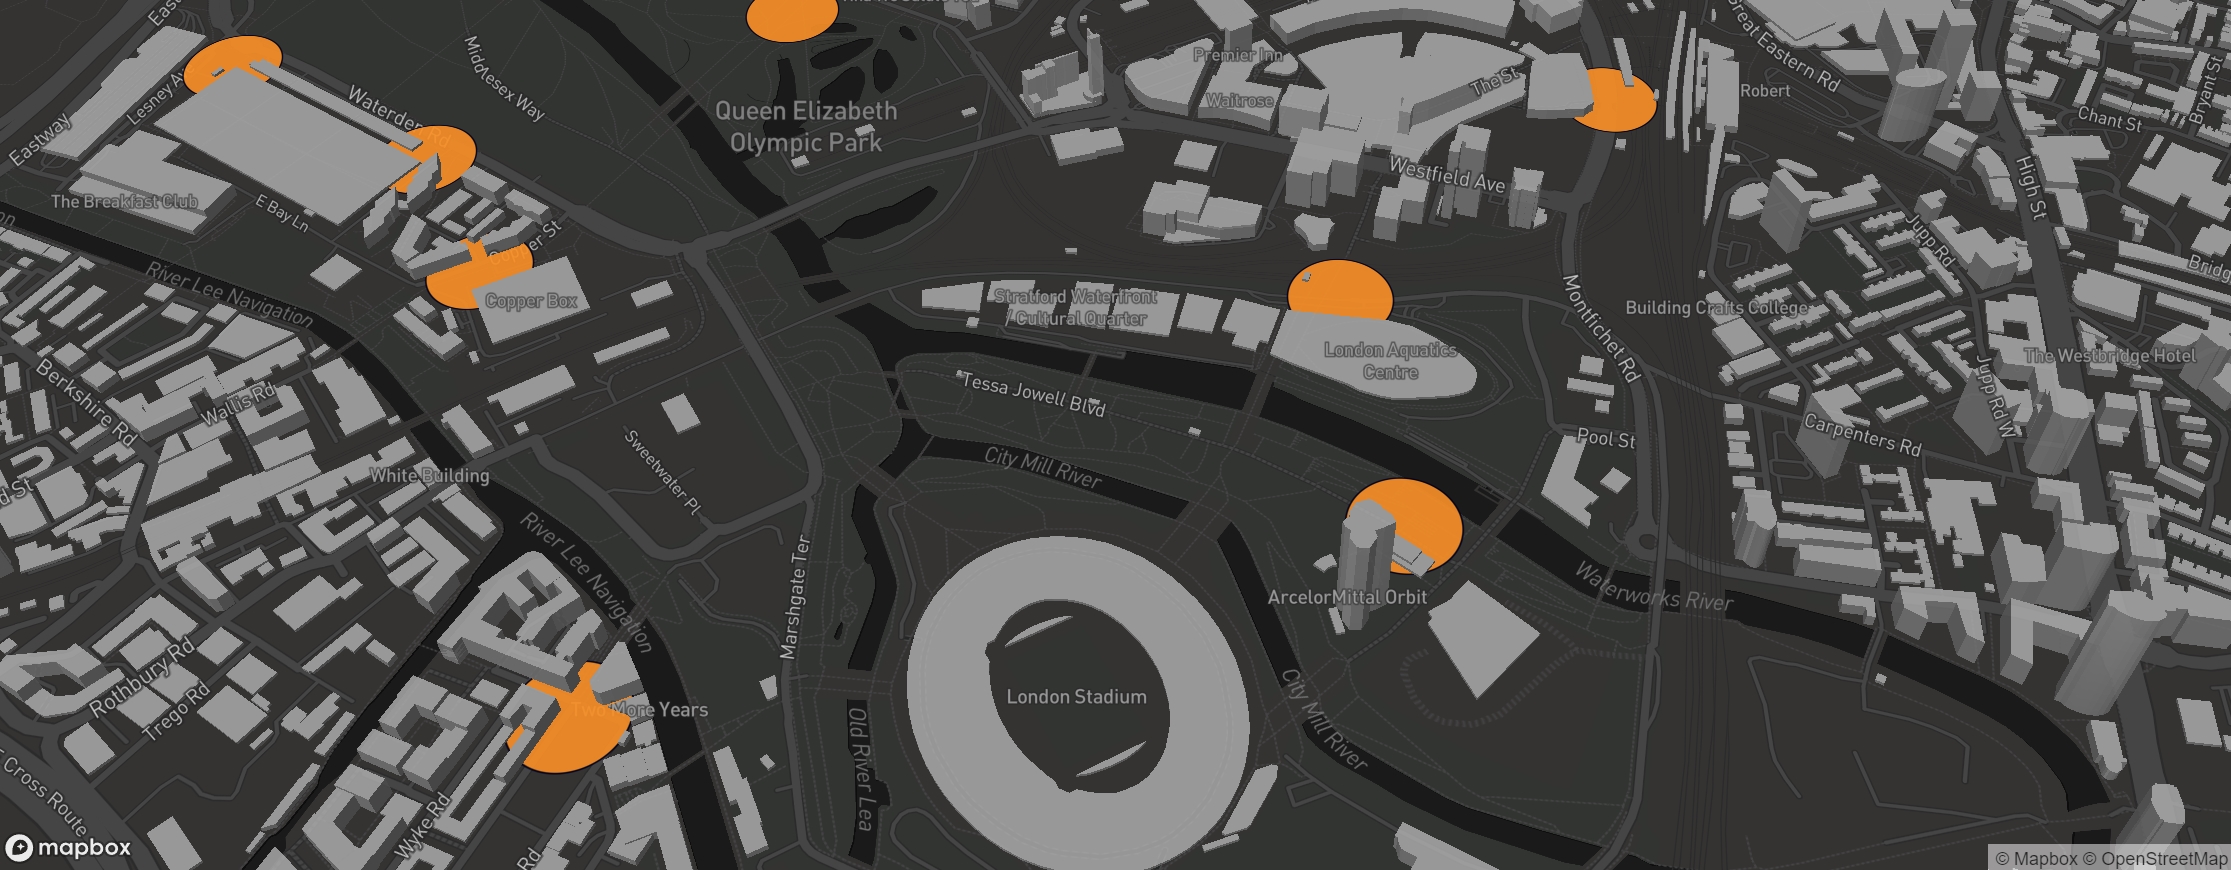 Middlesex Way
Great Eastern Rd
Bryant St
Premier Inn
The St
Waitrose
Robert
Lesney Av
Waterden Rd
Queen Elizabeth
Olympic Park
Chant St
Eastway
Westfield Ave
High St
The Breakfast Club
E Bay Ln
Jupp Rd
Copper St
River Lee Navigation
Copper Box
Stratford Waterfront
/ Cultural Quarter
Montfichet Rd
Building Crafts College
London Aquatics
Centre
The Westbridge Hotel
Berkshire Rd
Wallis Rd
Tessa Jowell Blvd
Jupp Rd W
Pool St
Carpenters Rd
White Building
Sweetwater Pl
City Mill River
River Lee Navigation
Marshgate Ter
ArcelorMittal Orbit
Waterworks River
Rothbury Rd
Trego Rd
Two More Years
London Stadium
Old River Lea
City Mill River
Cross Route
Wyke Rd
Rd
mapbox
© Mapbox © OpenStreetMap